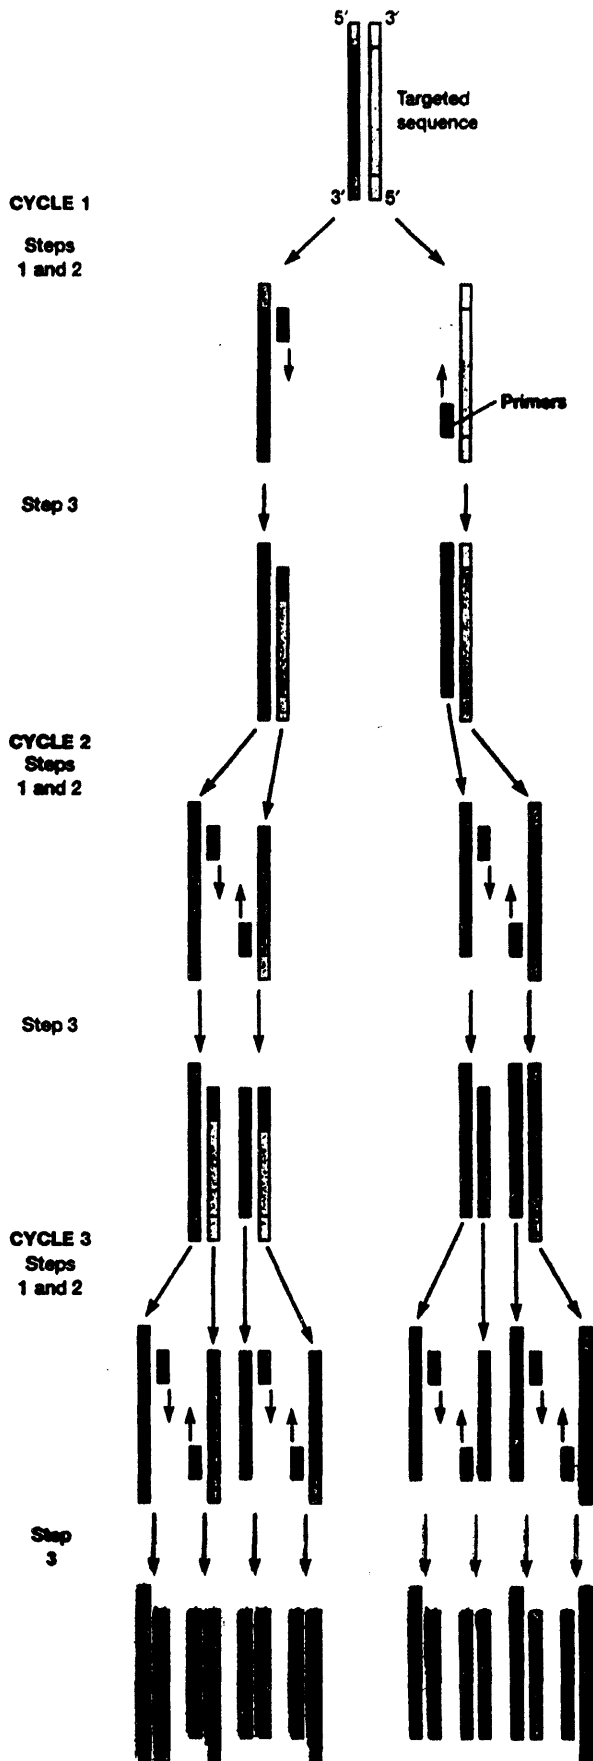 5′ 3′
Targeted
sequence
3′ 5′
CYCLE 1
Steps
1 and 2
Primers
Step 3
CYCLE 2
Steps
1 and 2
Step 3
CYCLE 3
Steps
1 and 2
Step
3